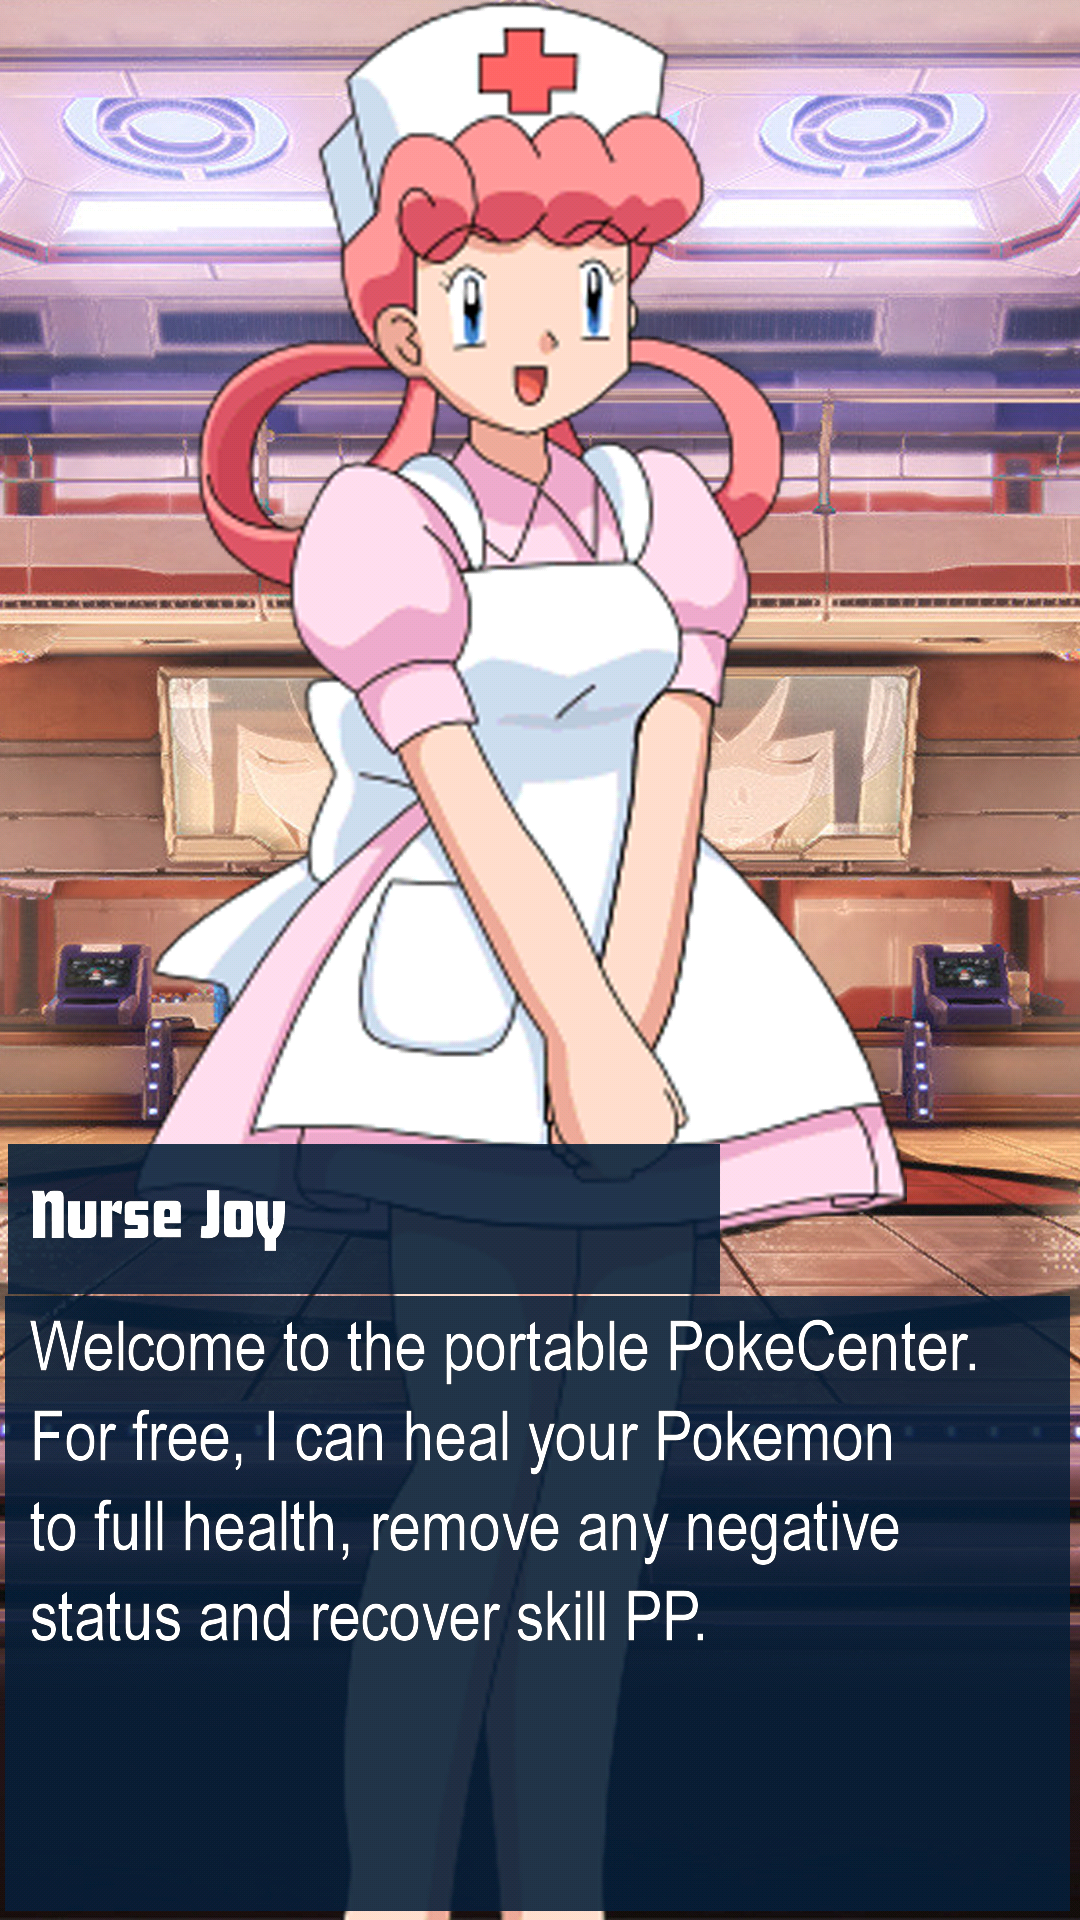 Nurse Joy
Welcome to the portable PokeCenter.
For free, I can heal your Pokemon
to full health, remove any negative
status and recover skill PP.